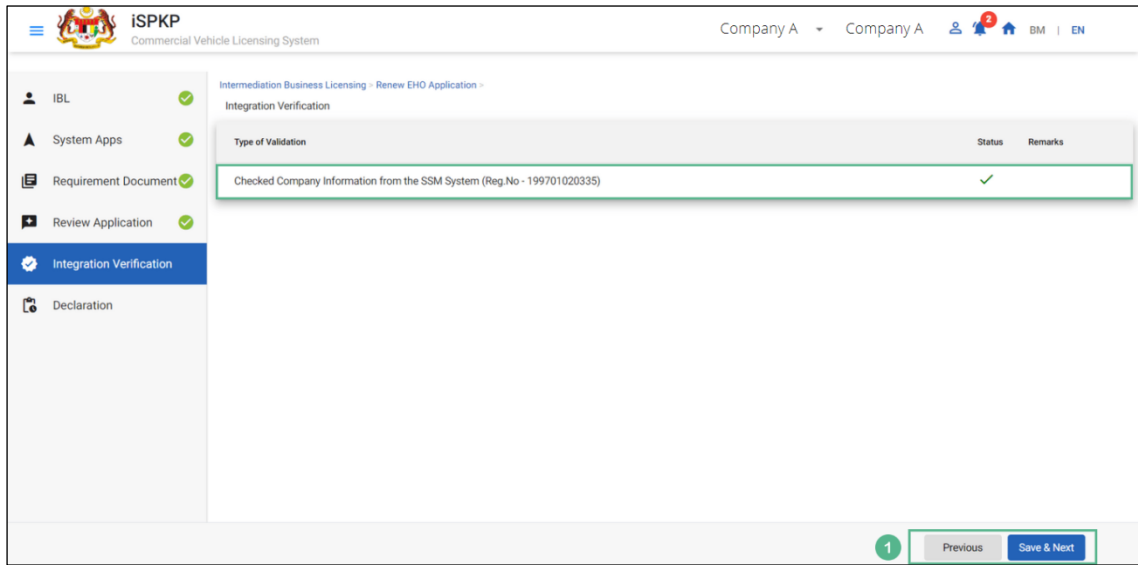 iSPKP
Commercial Vehicle Licensing System
Company A
Company A
2
BM | EN
IBL
System Apps
Requirement Document
Review Application
Integration Verification
Declaration
Intermediation Business Licensing > Renew EHO Application >
Integration Verification
Type of Validation Status Remarks
Checked Company Information from the SSM System (Reg.No - 199701020335)
1 Previous Save & Next